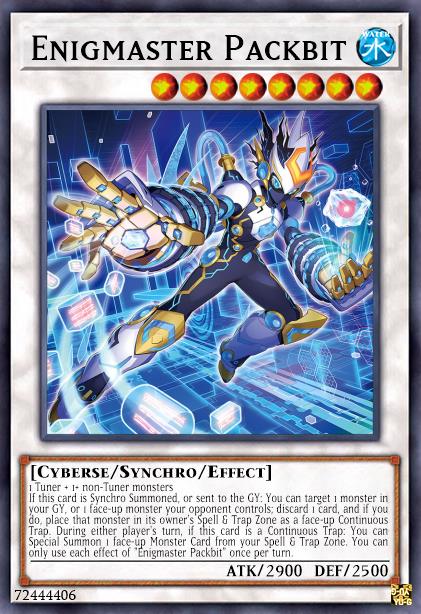 Enigmaster Packbit
WATER
水
[Cyberse/Synchro/Effect]
1 Tuner + 1+ non-Tuner monsters
If this card is Synchro Summoned, or sent to the GY: You can target 1 monster in
your GY, or 1 face-up monster your opponent controls; discard 1 card, and if you
do, place that monster in its owner's Spell & Trap Zone as a face-up Continuous
Trap. During either player's turn, if this card is a Continuous Trap: You can
Special Summon 1 face-up Monster Card from your Spell & Trap Zone. You can
only use each effect of "Enigmaster Packbit" once per turn.
ATK/2900 DEF/2500
72444406